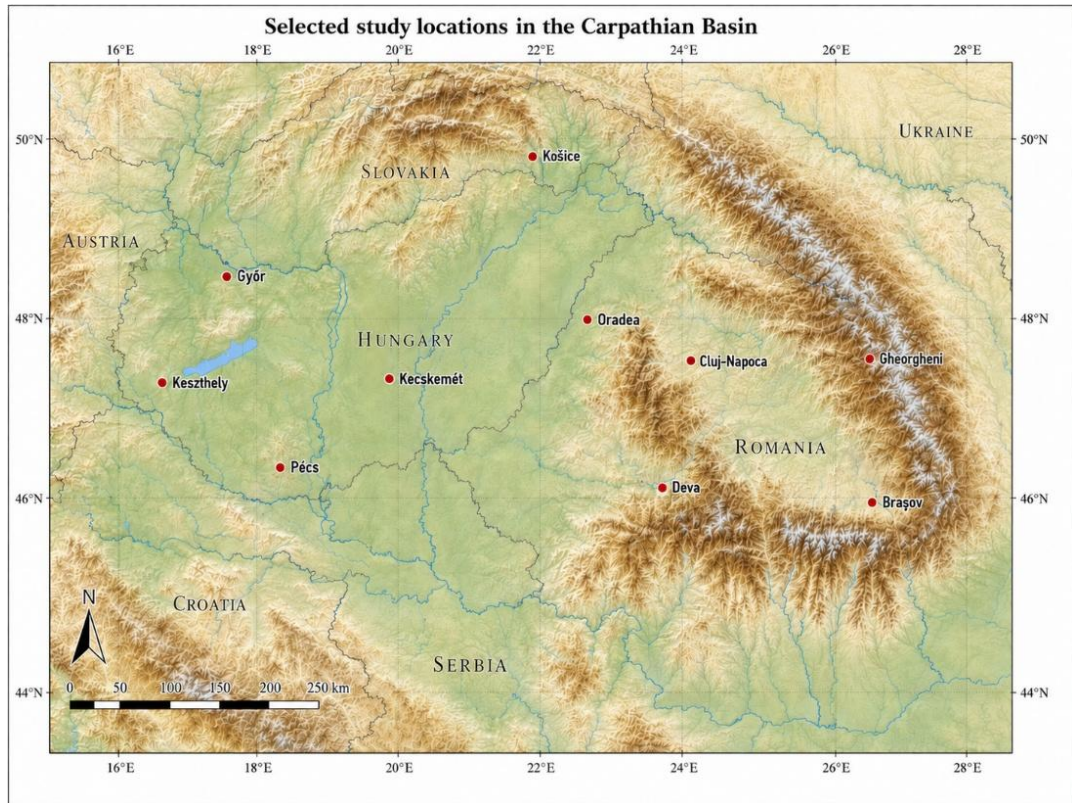 Selected study locations in the Carpathian Basin
16°E 18°E 20°E 22°E 24°E 26°E 28°E
50°N 50°N
UKRAINE
Košice
SLOVAKIA
AUSTRIA
Győr
48°N 48°N
Oradea
HUNGARY
Gheorgheni
Cluj-Napoca
Keszthely
Kecskemét
ROMANIA
Pécs
Deva
46°N 46°N
Braşov
N
CROATIA
SERBIA
0 50 100 150 200 250 km
44°N 44°N
16°E 18°E 20°E 22°E 24°E 26°E 28°E